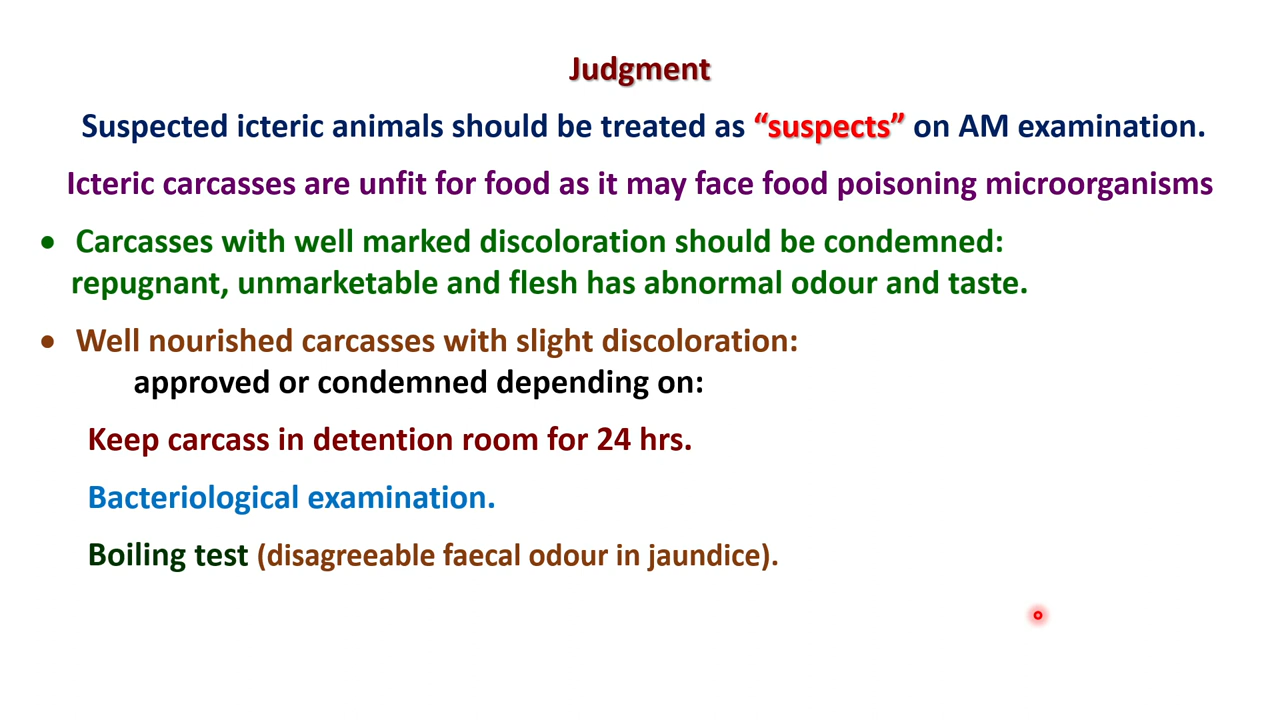 Judgment
Suspected icteric animals should be treated as “suspects” on AM examination.
Icteric carcasses are unfit for food as it may face food poisoning microorganisms
• Carcasses with well marked discoloration should be condemned:
repugnant, unmarketable and flesh has abnormal odour and taste.
• Well nourished carcasses with slight discoloration:
approved or condemned depending on:
Keep carcass in detention room for 24 hrs.
Bacteriological examination.
Boiling test (disagreeable faecal odour in jaundice).